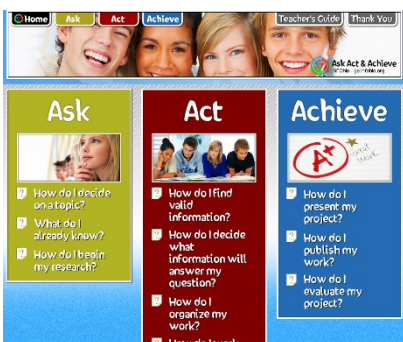 Home Ask Act Achieve Teacher's Guide Thank You
Ask Act & Achieve
Ask
How do I decide
on a topic?
What do I
already know?
How do I begin
my research?
Act
How do I find
valid
information?
How do I decide
what
information will
answer my
question?
How do I
organize my
work?
Achieve
A+
Good
work
How do I
present my
project?
How do I
publish my
work?
How do I
evaluate my
project?